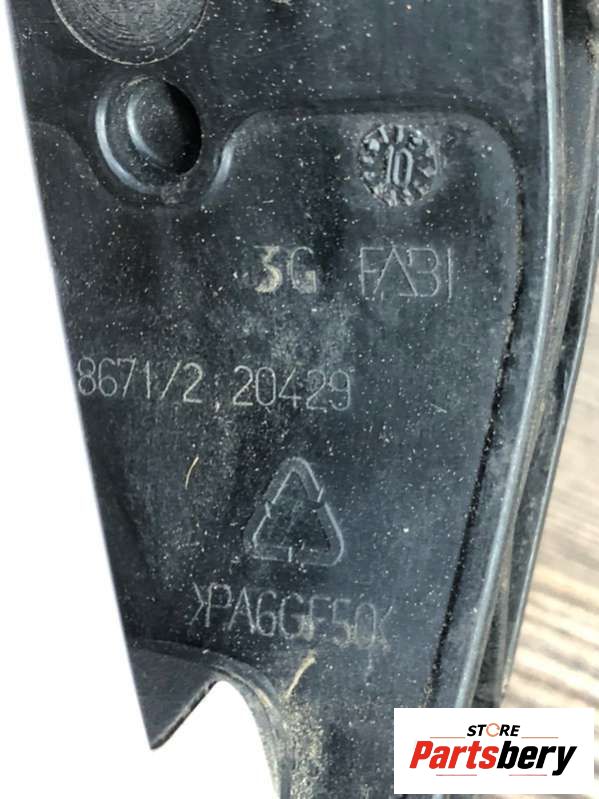 10
3G FABI
8671/2, 20429
>PA6GF50<
STORE
Partsbery